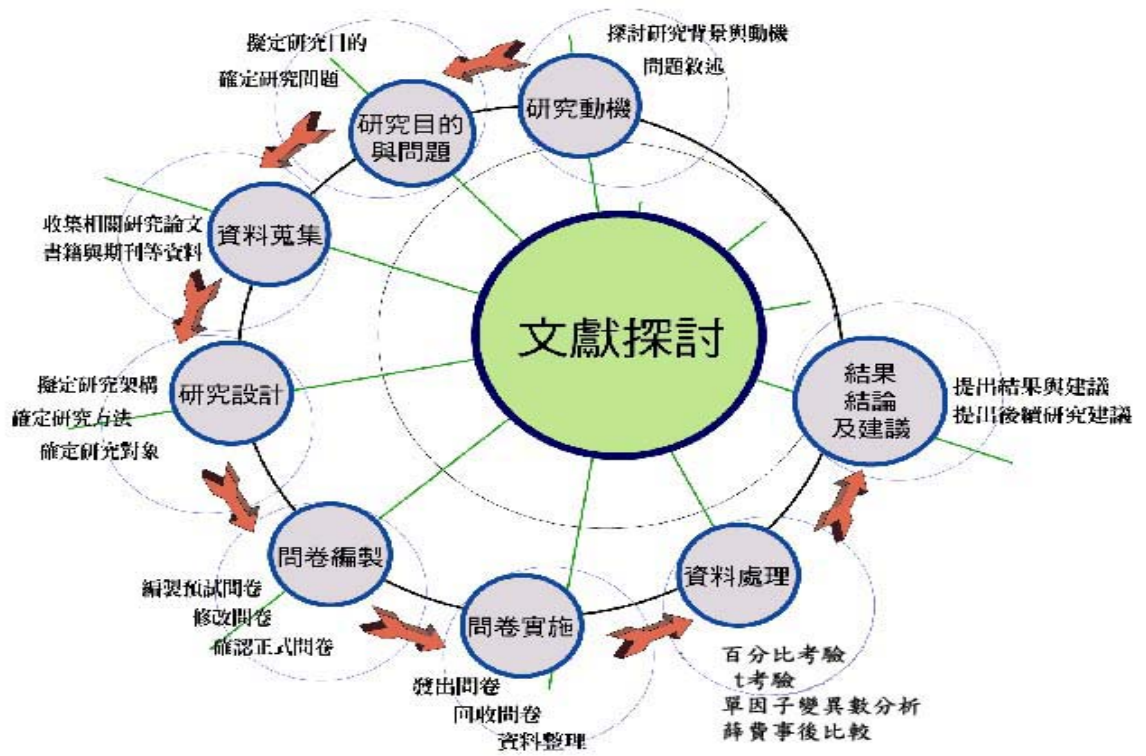 文獻探討
研究動機
探討研究背景與動機
問題敘述
研究目的
與問題
擬定研究目的
確定研究問題
資料蒐集
收集相關研究論文
書籍與期刊等資料
研究設計
擬定研究架構
確定研究方法
確定研究對象
問卷編製
編製預試問卷
修改問卷
確認正式問卷
問卷實施
發出問卷
回收問卷
資料整理
資料處理
百分比考驗
t考驗
單因子變異數分析
薛費事後比較
結果
結論
及建議
提出結果與建議
提出後續研究建議